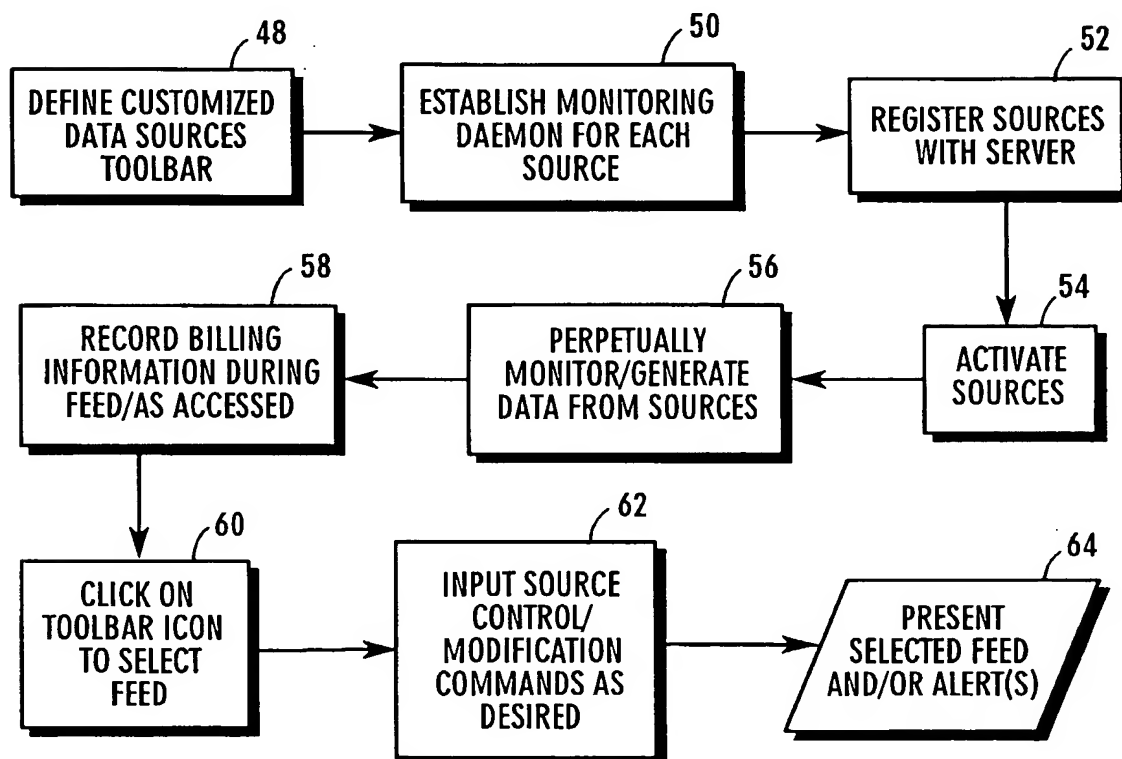 48
DEFINE CUSTOMIZED
DATA SOURCES
TOOLBAR
50
ESTABLISH MONITORING
DAEMON FOR EACH
SOURCE
52
REGISTER SOURCES
WITH SERVER
54
ACTIVATE
SOURCES
56
PERPETUALLY
MONITOR/GENERATE
DATA FROM SOURCES
58
RECORD BILLING
INFORMATION DURING
FEED/AS ACCESSED
60
CLICK ON
TOOLBAR ICON
TO SELECT
FEED
62
INPUT SOURCE
CONTROL/
MODIFICATION
COMMANDS AS
DESIRED
64
PRESENT
SELECTED FEED
AND/OR ALERT(S)